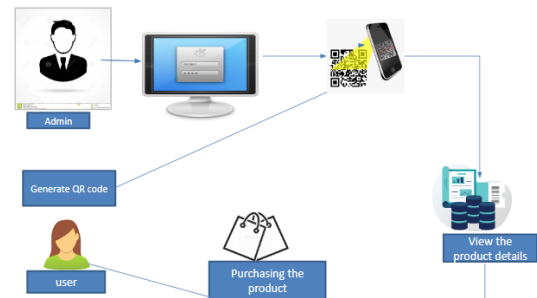 Admin
Generate QR code
View the
product details
user
Purchasing the
product